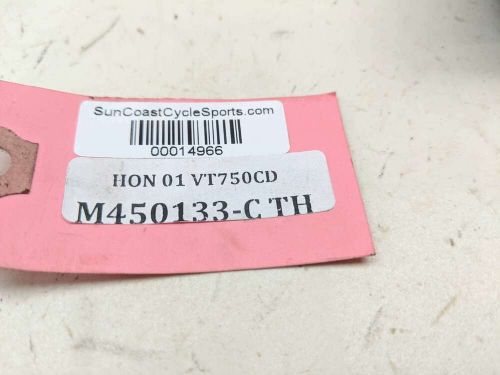 SunCoastCycleSports.com
00014966
HON 01 VT750CD
M450133-C TH